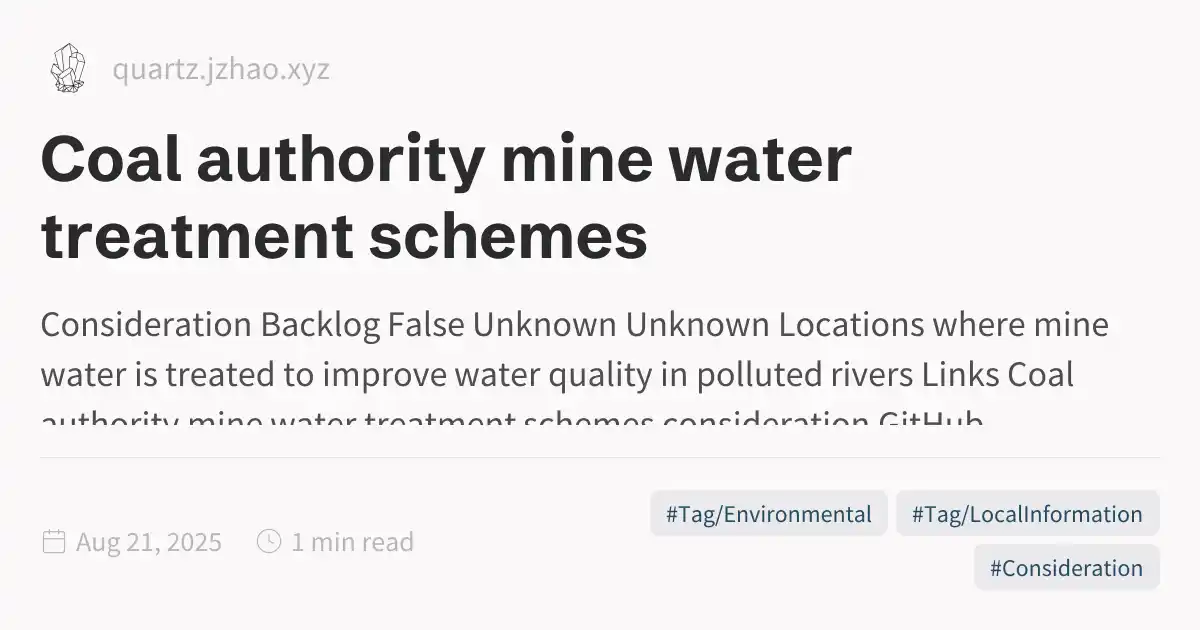 quartz.jzhao.xyz
Coal authority mine water
treatment schemes
Consideration Backlog False Unknown Unknown Locations where mine
water is treated to improve water quality in polluted rivers Links Coal
authority mine water treatment schemes consideration GitHub
Aug 21, 2025
1 min read
#Tag/Environmental
#Tag/LocalInformation
#Consideration